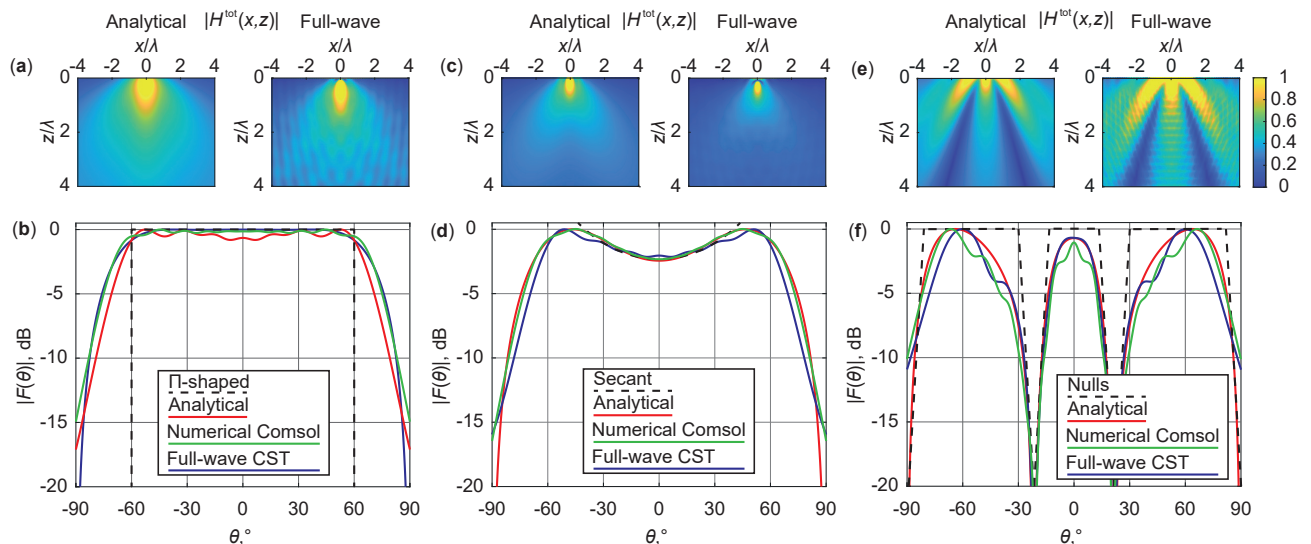 Analytical |Hᵗᵒᵗ(x,z)| Full-wave
x/λ x/λ
(a) -4 -2 0 2 4 -4 -2 0 2 4
0
z/λ
2
4
z/λ
Analytical |Hᵗᵒᵗ(x,z)| Full-wave
x/λ x/λ
(c) -4 -2 0 2 4 -4 -2 0 2 4
0
z/λ
2
4
z/λ
Analytical |Hᵗᵒᵗ(x,z)| Full-wave
x/λ x/λ
(e) -4 -2 0 2 4 -4 -2 0 2 4
0
z/λ
2
4
z/λ
1
0.8
0.6
0.4
0.2
0
(b)
0
-5
-10
-15
-20
|F(θ)|, dB
Π-shaped
Analytical
Numerical Comsol
Full-wave CST
-90 -60 -30 0 30 60 90
θ,°
(d)
0
-5
-10
-15
-20
|F(θ)|, dB
Secant
Analytical
Numerical Comsol
Full-wave CST
-90 -60 -30 0 30 60 90
θ,°
(f)
0
-5
-10
-15
-20
|F(θ)|, dB
Nulls
Analytical
Numerical Comsol
Full-wave CST
-90 -60 -30 0 30 60 90
θ,°